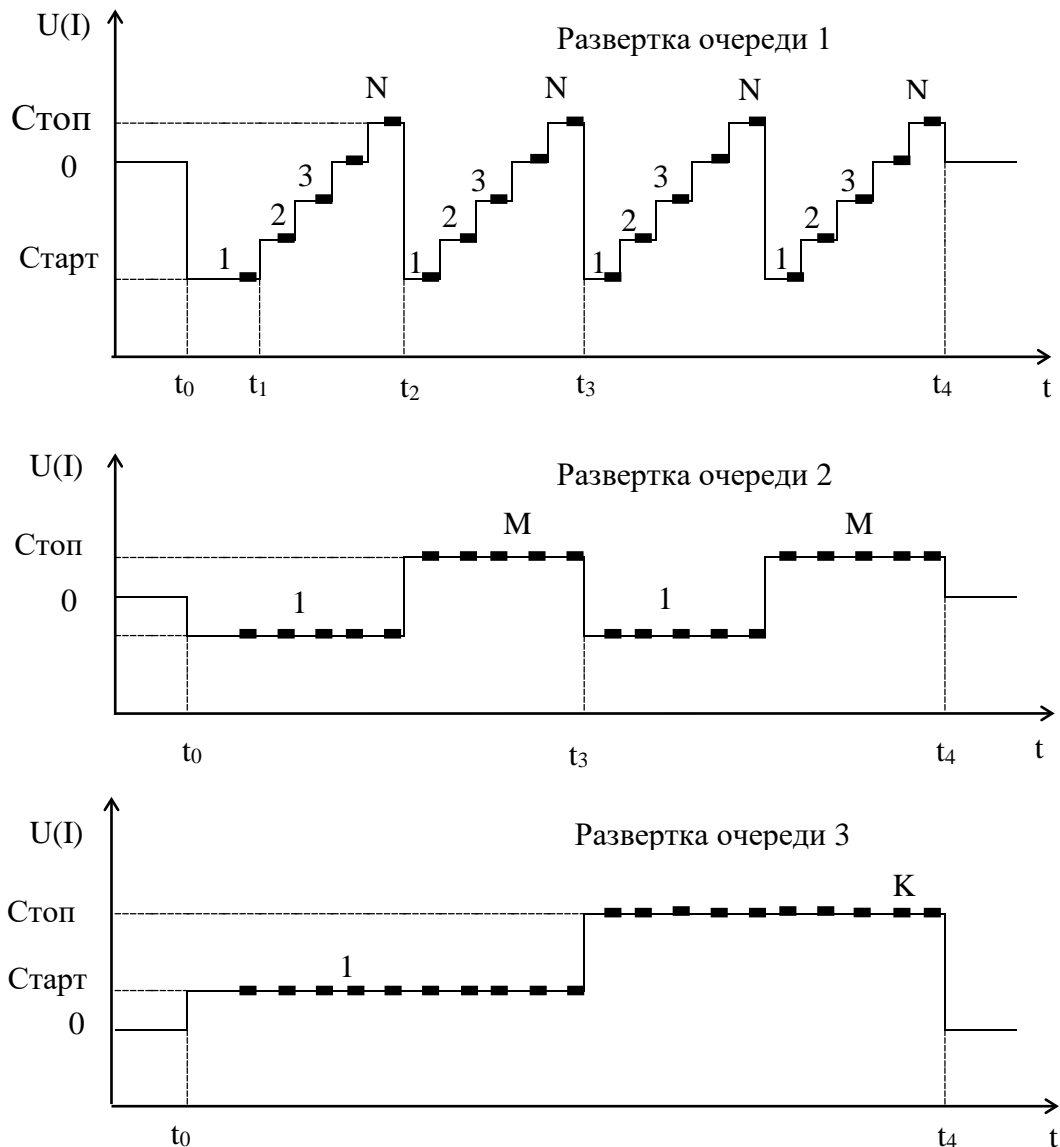 U(I)
Развертка очереди 1
N N N N
Стоп
0
3 3 3 3
2 2 2 2
Старт
1 1 1 1
t0 t1 t2 t3 t4 t
U(I)
Развертка очереди 2
M M
Стоп
0
1 1
t0 t3 t4 t
U(I)
Развертка очереди 3
K
Стоп
1
Старт
0
t0 t4 t